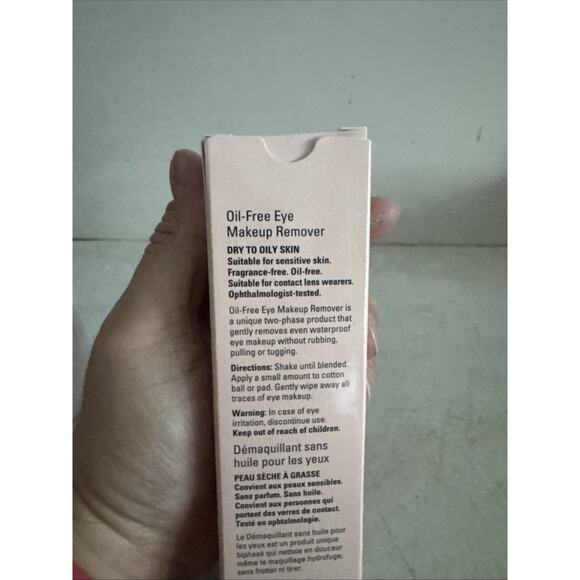 Oil-Free Eye
Makeup Remover
DRY TO OILY SKIN
Suitable for sensitive skin.
Fragrance-free. Oil-free.
Suitable for contact lens wearers.
Ophthalmologist-tested.
Oil-Free Eye Makeup Remover is
a unique two-phase product that
gently removes even waterproof
eye makeup without rubbing,
pulling or tugging.
Directions: Shake until blended.
Apply a small amount to cotton
ball or pad. Gently wipe away all
traces of eye makeup.
Warning: In case of eye
irritation, discontinue use.
Keep out of reach of children.
Démaquillant sans
huile pour les yeux
PEAU SÈCHE À GRASSE
Convient aux peaux sensibles.
Sans parfum. Sans huile.
Convient aux personnes qui
portent des verres de contact.
Testé en ophtalmologie.
Le Démaquillant sans huile pour
les yeux est un produit unique
biphasé qui nettoie en douceur
même le maquillage hydrofuge,
sans frotter ni tirer.